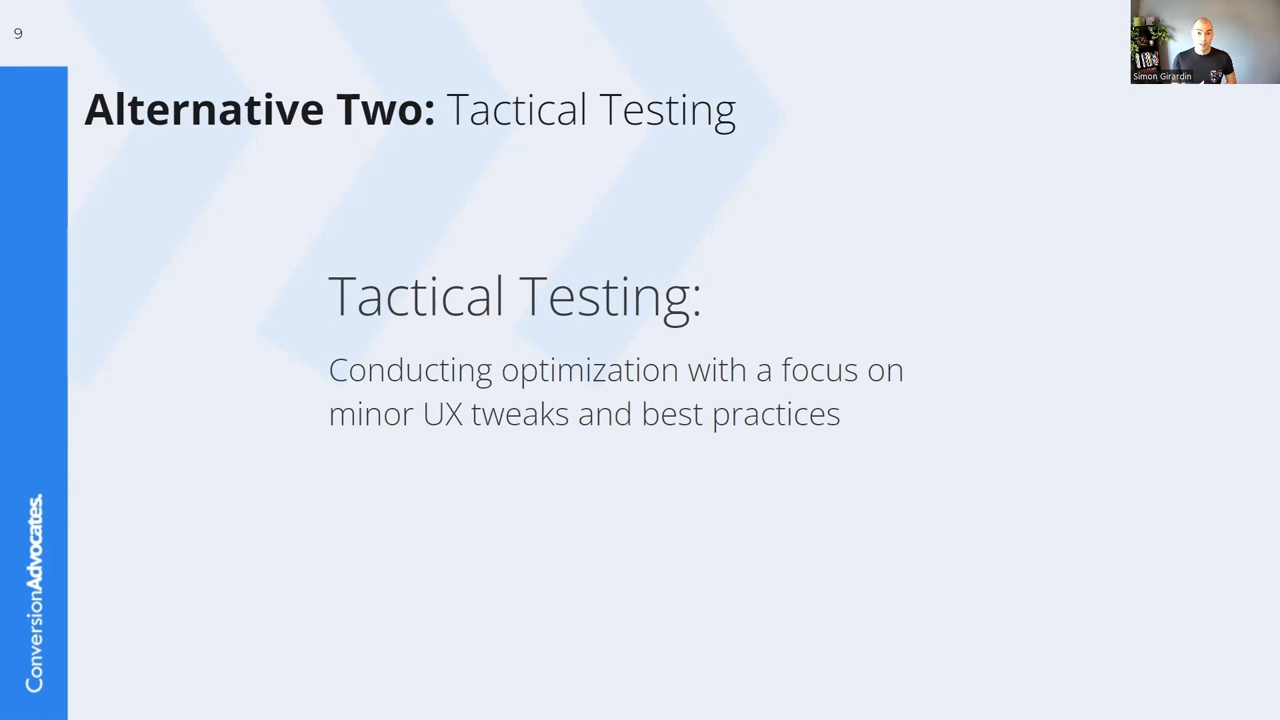 9
Simon Girardin
Alternative Two: Tactical Testing
Tactical Testing:
Conducting optimization with a focus on
minor UX tweaks and best practices
ConversionAdvocates.